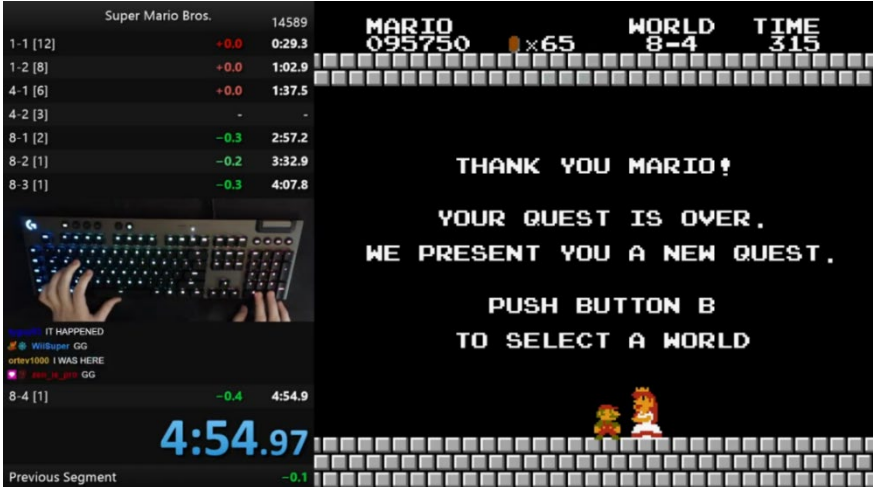 Super Mario Bros.
14589
1-1 [12] +0.0 0:29.3
1-2 [8] +0.0 1:02.9
4-1 [6] +0.0 1:37.5
4-2 [3] - -
8-1 [2] −0.3 2:57.2
8-2 [1] −0.2 3:32.9
8-3 [1] −0.3 4:07.8
IT HAPPENED
WilSuper GG
ortev1000 I WAS HERE
GG
8-4 [1] −0.4 4:54.9
4:54.97
Previous Segment −0.1
MARIO WORLD TIME
095750 ×65 8-4 315
THANK YOU MARIO!
YOUR QUEST IS OVER.
WE PRESENT YOU A NEW QUEST.
PUSH BUTTON B
TO SELECT A WORLD